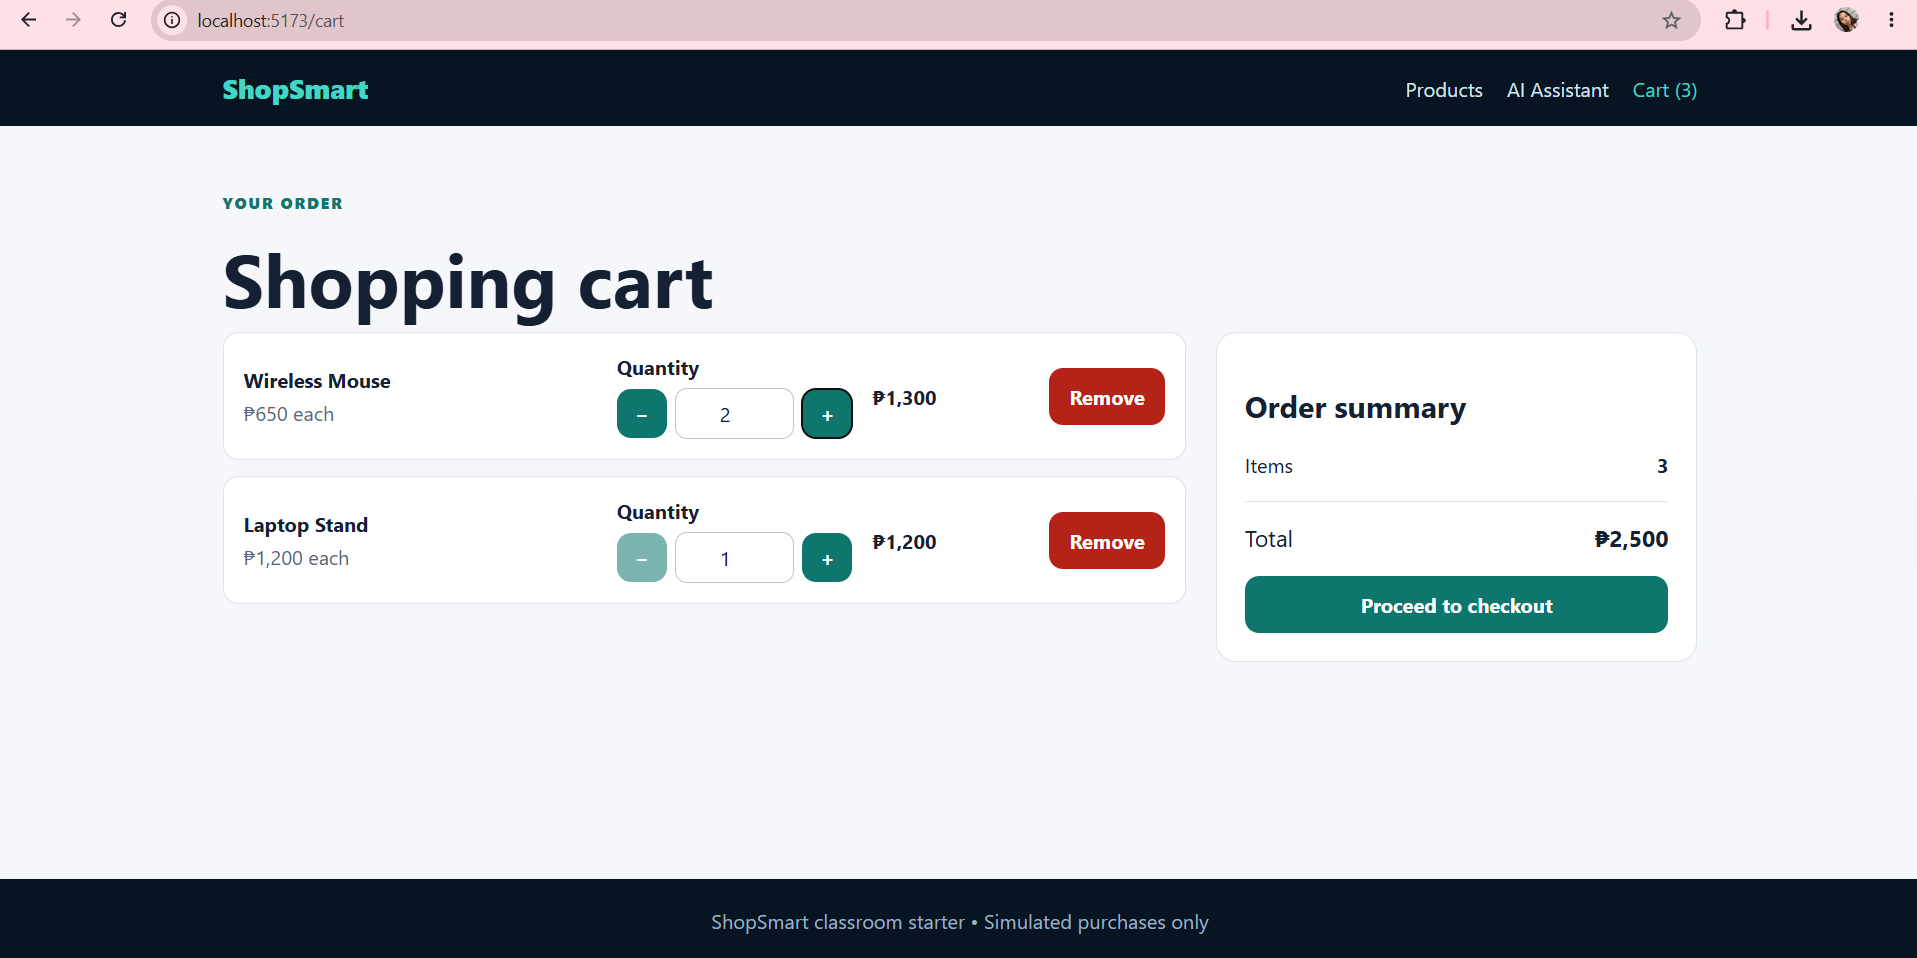 localhost:5173/cart
ShopSmart
Products AI Assistant Cart (3)
YOUR ORDER
Shopping cart
Wireless Mouse
₱650 each
Quantity
− 2 +
₱1,300
Remove
Laptop Stand
₱1,200 each
Quantity
− 1 +
₱1,200
Remove
Order summary
Items 3
Total ₱2,500
Proceed to checkout
ShopSmart classroom starter • Simulated purchases only